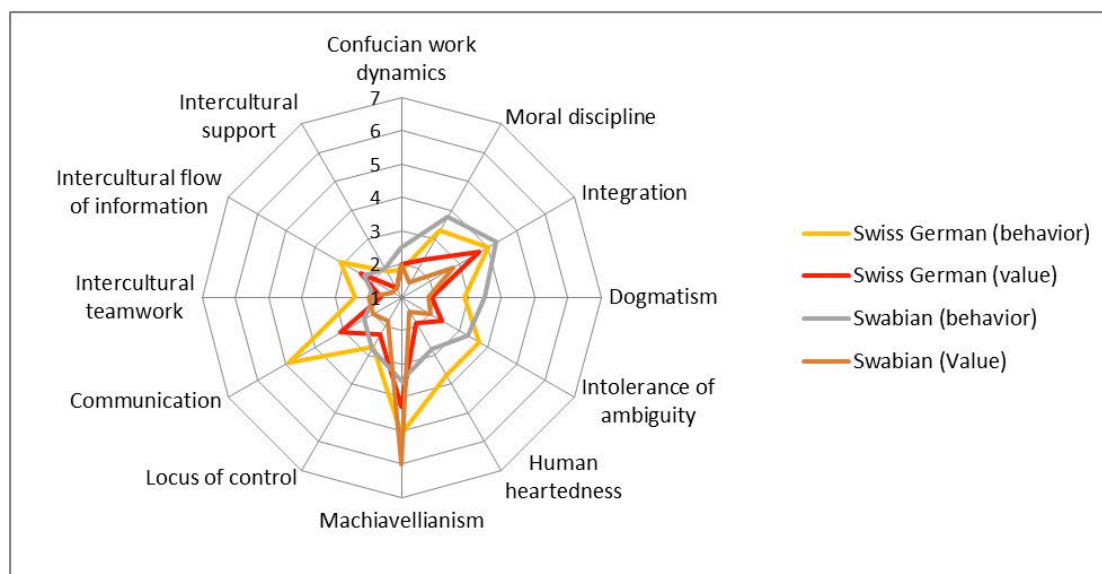 Confucian work
dynamics
Moral discipline
Integration
Dogmatism
Intolerance of
ambiguity
Human
heartedness
Machiavellianism
Locus of control
Communication
Intercultural
teamwork
Intercultural flow
of information
Intercultural
support
7
6
5
4
3
2
1
Swiss German (behavior)
Swiss German (value)
Swabian (behavior)
Swabian (Value)